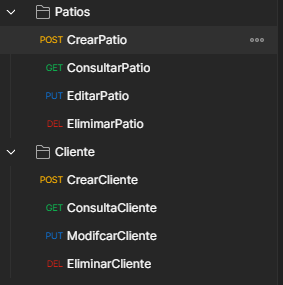 Patios
POST CrearPatio
GET ConsultarPatio
PUT EditarPatio
DEL ElimimarPatio
Cliente
POST CrearCliente
GET ConsultaCliente
PUT ModifcarCliente
DEL EliminarCliente